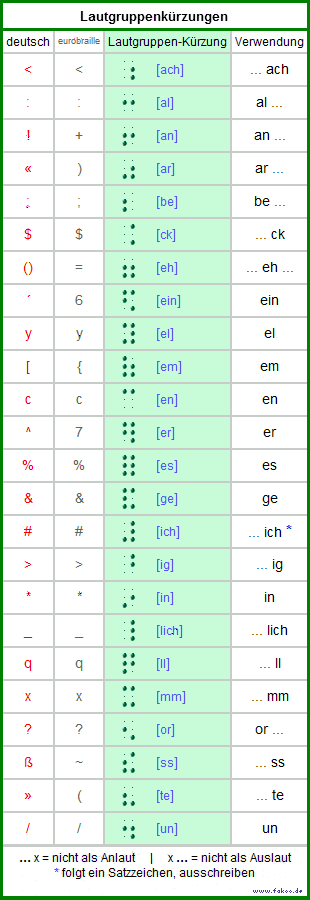 Lautgruppenkürzungen
deutsch eurobraille Lautgruppen-Kürzung Verwendung
< < [ach] ... ach
: : [al] al ...
! + [an] an ...
« ) [ar] ar ...
; ; [be] be ...
$ $ [ck] ... ck
() = [eh] ... eh ...
´ 6 [ein] ein
y y [el] el
[ { [em] em
c c [en] en
^ 7 [er] er
% % [es] es
& & [ge] ge
# # [ich] ... ich *
> > [ig] ... ig
* * [in] in
_ _ [lich] ... lich
q q [ll] ... ll
x x [mm] ... mm
? ? [or] or ...
ß ~ [ss] ... ss
» ( [te] ... te
/ / [un] un
... x = nicht als Anlaut | x ... = nicht als Auslaut
* folgt ein Satzzeichen, ausschreiben
www.fakoo.de